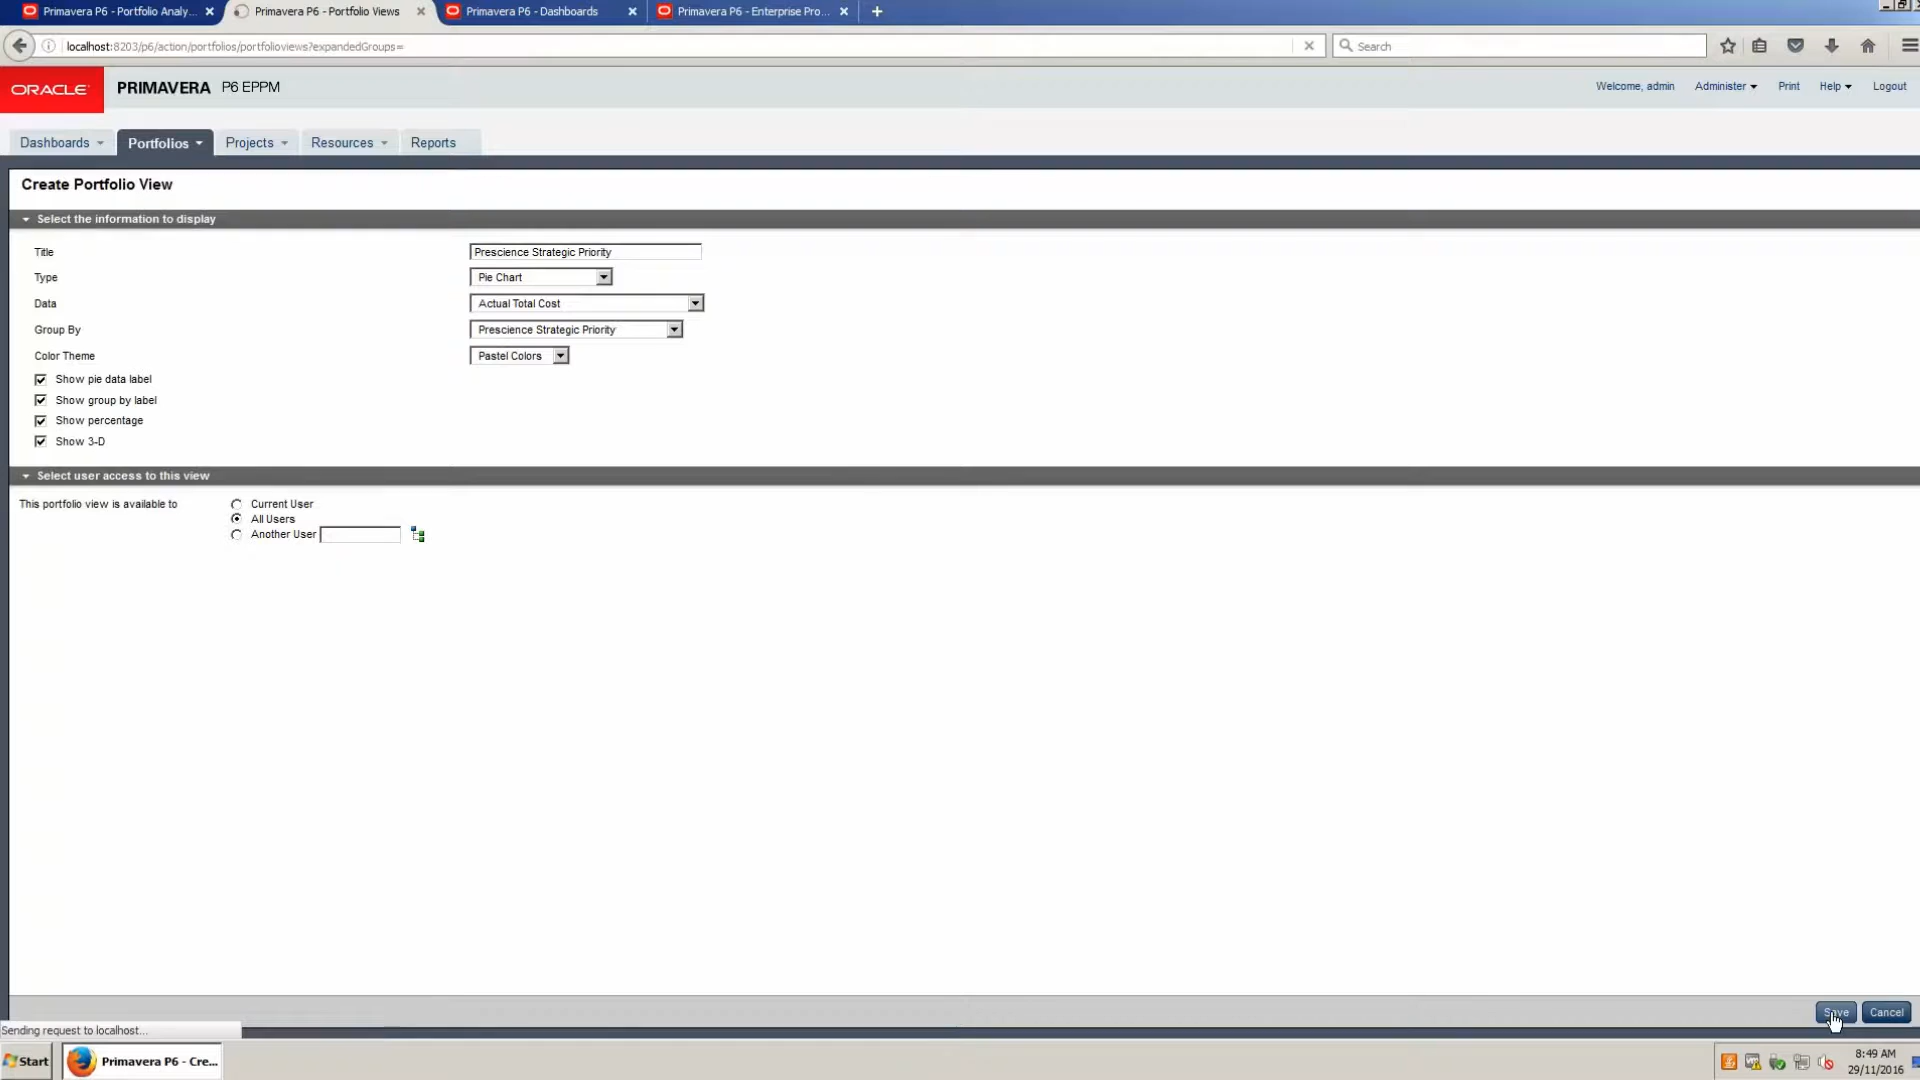 Primavera P6 - Portfolio Analy...
Primavera P6 - Portfolio Views
Primavera P6 - Dashboards
Primavera P6 - Enterprise Pro...
localhost:8203/p6/action/portfolios/portfolioviews?expandedGroups=
Search
ORACLE
PRIMAVERA P6 EPPM
Welcome, admin
Administer
Print
Help
Logout
Dashboards
Portfolios
Projects
Resources
Reports
Create Portfolio View
Select the information to display
Title Prescience Strategic Priority
Type Pie Chart
Data Actual Total Cost
Group By Prescience Strategic Priority
Color Theme Pastel Colors
Show pie data label
Show group by label
Show percentage
Show 3-D
Select user access to this view
This portfolio view is available to Current User
All Users
Another User
Save
Cancel
Sending request to localhost...
Start
Primavera P6 - Cre...
8:49 AM
29/11/2016